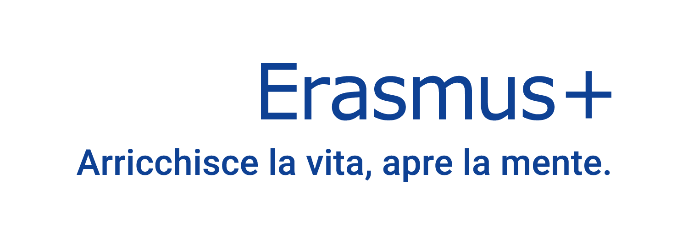 Erasmus+
Arricchisce la vita, apre la mente.